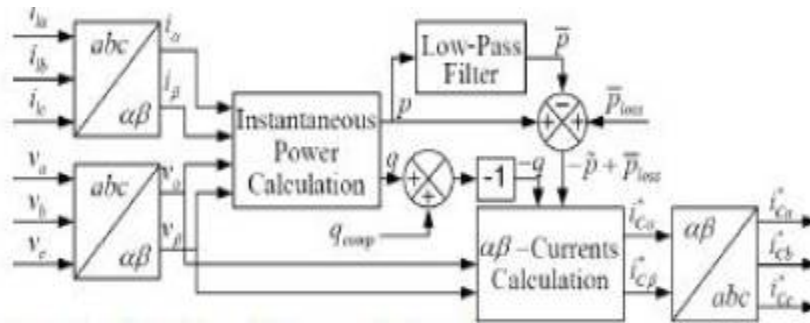 i_la
i_lb
i_lc
abc
αβ
i_α
i_β
v_a
v_b
v_c
abc
αβ
v_α
v_β
Instantaneous
Power
Calculation
p
q
Low-Pass
Filter
p̅
−
+ +
p̅_loss
+
+
q_comp
-1
−q
−p̃ + p̅_loss
αβ –Currents
Calculation
i*_Cα
i*_Cβ
αβ
abc
i*_Ca
i*_Cb
i*_Cc